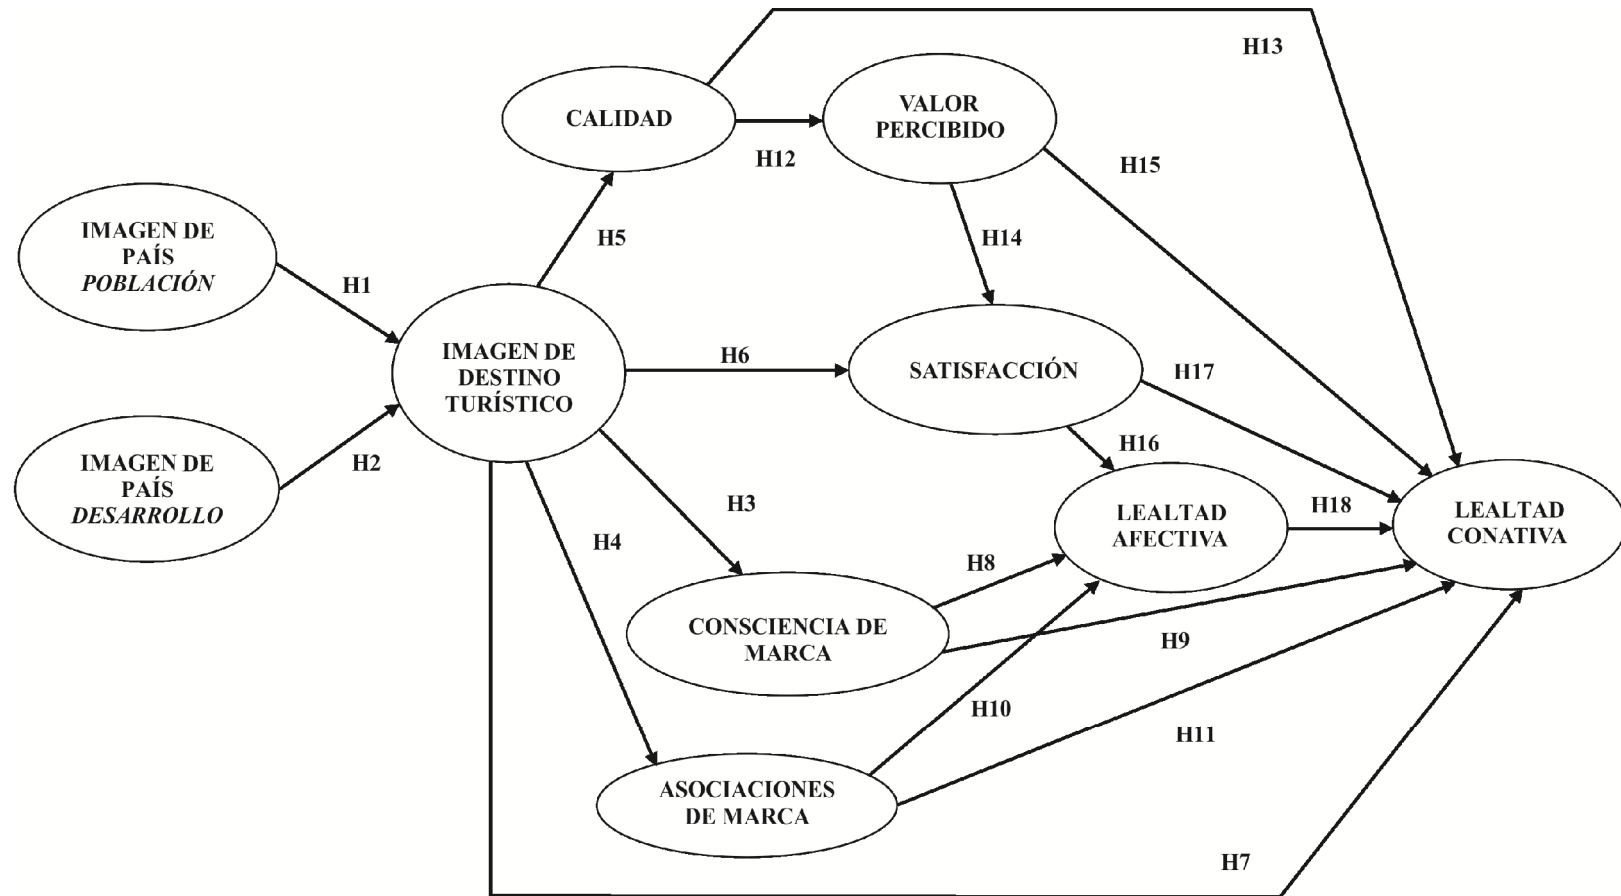 H13
CALIDAD
VALOR
PERCIBIDO
H12
H15
IMAGEN DE
PAÍS
POBLACIÓN
H5
H14
H1
IMAGEN DE
DESTINO
TURÍSTICO
H6
SATISFACCIÓN
H17
H16
IMAGEN DE
PAÍS
DESARROLLO
H2
H3
H4
LEALTAD
AFECTIVA
H18
LEALTAD
CONATIVA
H8
CONSCIENCIA DE
MARCA
H9
H10
H11
ASOCIACIONES
DE MARCA
H7